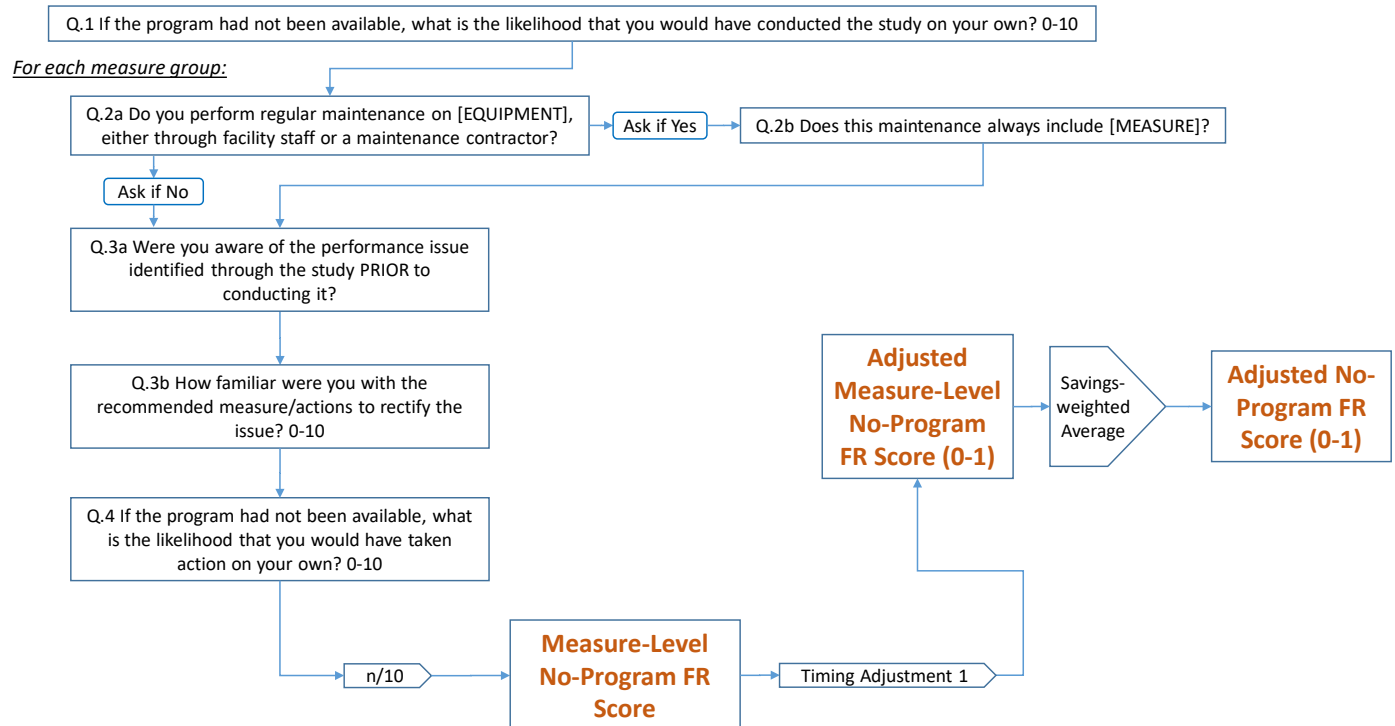 Q.1 If the program had not been available, what is the likelihood that you would have conducted the study on your own? 0-10
For each measure group:
Q.2a Do you perform regular maintenance on [EQUIPMENT],
either through facility staff or a maintenance contractor?
Ask if Yes
Q.2b Does this maintenance always include [MEASURE]?
Ask if No
Q.3a Were you aware of the performance issue
identified through the study PRIOR to
conducting it?
Q.3b How familiar were you with the
recommended measure/actions to rectify the
issue? 0-10
Q.4 If the program had not been available, what
is the likelihood that you would have taken
action on your own? 0-10
n/10
Measure-Level
No-Program FR
Score
Timing Adjustment 1
Adjusted
Measure-Level
No-Program
FR Score (0-1)
Savings-
weighted
Average
Adjusted No-
Program FR
Score (0-1)